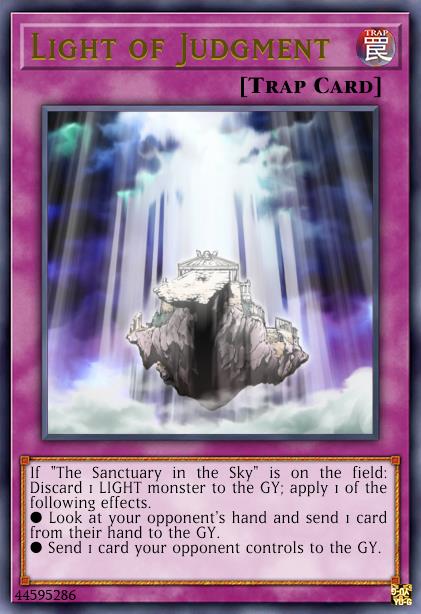 Light of Judgment
TRAP
罠
[Trap Card]
If "The Sanctuary in the Sky" is on the field:
Discard 1 LIGHT monster to the GY; apply 1 of the
following effects.
● Look at your opponent's hand and send 1 card
from their hand to the GY.
● Send 1 card your opponent controls to the GY.
44595286